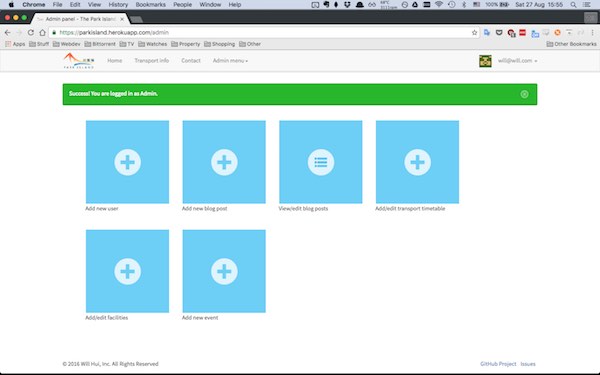 Chrome File Edit View History Bookmarks People Window Help 100% Sat 27 Aug 15:55
Admin panel - The Park Island
https://parkisland.herokuapp.com/admin
Apps Stuff Webdev Bittorrent TV Watches Property Shopping Other Other Bookmarks
PARK ISLAND
Home Transport info Contact Admin menu will@will.com
Success! You are logged in as Admin.
Add new user Add new blog post View/edit blog posts Add/edit transport timetable
Add/edit facilities Add new event
© 2016 Will Hui, Inc. All Rights Reserved GitHub Project Issues